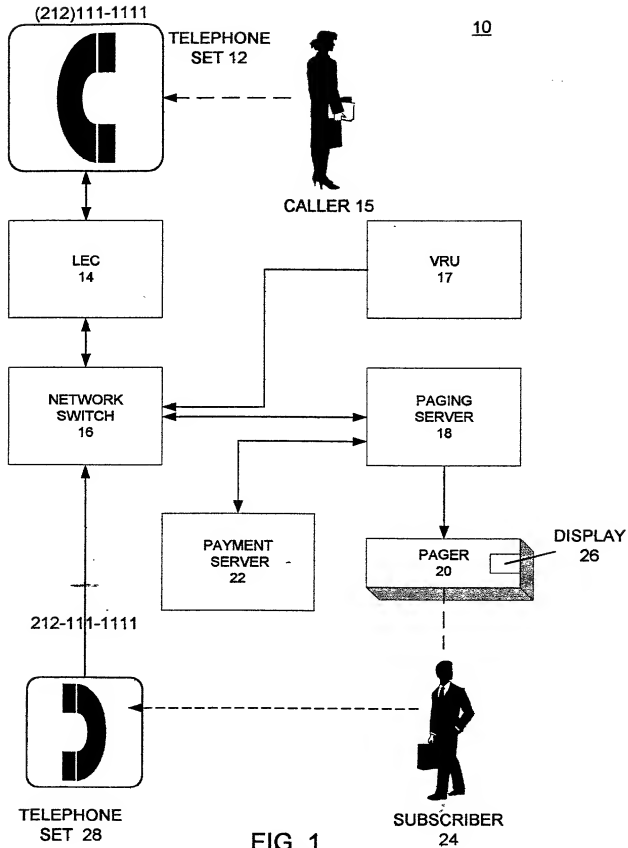 (212)111-1111
TELEPHONE
SET 12
10
CALLER 15
LEC
14
VRU
17
NETWORK
SWITCH
16
PAGING
SERVER
18
PAYMENT
SERVER
22
PAGER
20
DISPLAY
26
212-111-1111
TELEPHONE
SET 28
SUBSCRIBER
24
FIG. 1